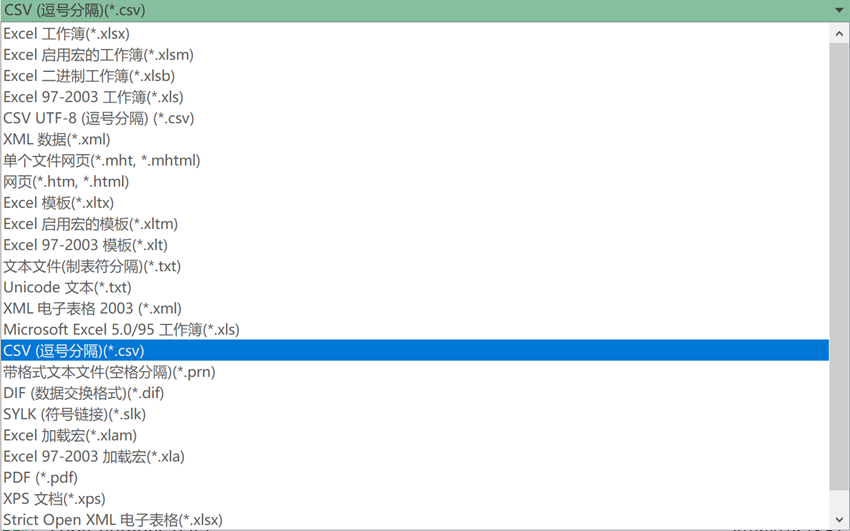 CSV (逗号分隔)(*.csv)
Excel 工作簿(*.xlsx)
Excel 启用宏的工作簿(*.xlsm)
Excel 二进制工作簿(*.xlsb)
Excel 97-2003 工作簿(*.xls)
CSV UTF-8 (逗号分隔) (*.csv)
XML 数据(*.xml)
单个文件网页(*.mht, *.mhtml)
网页(*.htm, *.html)
Excel 模板(*.xltx)
Excel 启用宏的模板(*.xltm)
Excel 97-2003 模板(*.xlt)
文本文件(制表符分隔)(*.txt)
Unicode 文本(*.txt)
XML 电子表格 2003 (*.xml)
Microsoft Excel 5.0/95 工作簿(*.xls)
CSV (逗号分隔)(*.csv)
带格式文本文件(空格分隔)(*.prn)
DIF (数据交换格式)(*.dif)
SYLK (符号链接)(*.slk)
Excel 加载宏(*.xlam)
Excel 97-2003 加载宏(*.xla)
PDF (*.pdf)
XPS 文档(*.xps)
Strict Open XML 电子表格(*.xlsx)